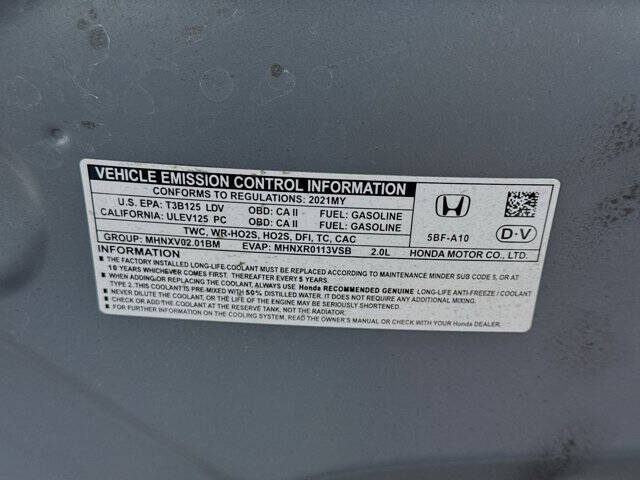 VEHICLE EMISSION CONTROL INFORMATION
CONFORMS TO REGULATIONS: 2021MY
U.S. EPA: T3B125 LDV OBD: CA II FUEL: GASOLINE
CALIFORNIA: ULEV125 PC OBD: CA II FUEL: GASOLINE
TWC, WR-HO2S, HO2S, DFI, TC, CAC
GROUP: MHNXV02.01BM EVAP: MHNXR0113VSB 2.0L
5BF-A10
D·V
HONDA MOTOR CO., LTD.
INFORMATION
■ THE FACTORY INSTALLED LONG-LIFE COOLANT SHOULD BE REPLACED ACCORDING TO MAINTENANCE MINDER SUB CODE 5, OR AT
10 YEARS WHICHEVER COMES FIRST. THEREAFTER EVERY 5 YEARS.
■ WHEN ADDING OR REPLACING THE COOLANT, ALWAYS USE Honda RECOMMENDED GENUINE LONG-LIFE ANTI-FREEZE / COOLANT
TYPE 2. THIS COOLANT IS PRE-MIXED WITH 50% DISTILLED WATER. IT DOES NOT REQUIRE ANY ADDITIONAL MIXING.
■ NEVER DILUTE THE COOLANT, OR THE LIFE OF THE ENGINE MAY BE SERIOUSLY SHORTENED.
■ ADD COOLANT AT THE RESERVE TANK, NOT THE RADIATOR.
■ FOR FURTHER INFORMATION ON THE COOLING SYSTEM, READ THE OWNER'S MANUAL OR CHECK WITH YOUR Honda DEALER.